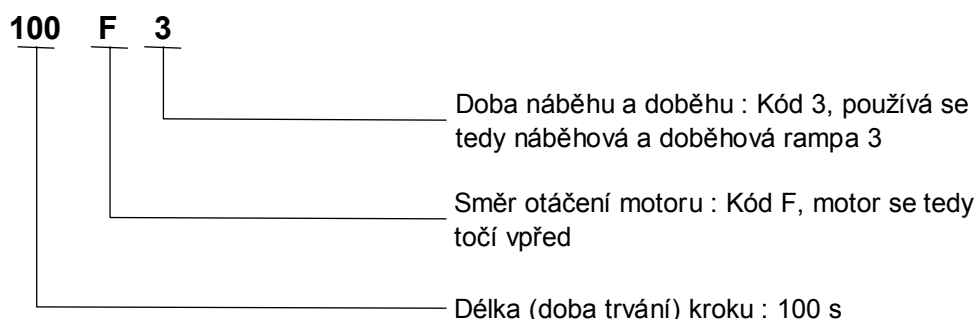 100 F 3
Doba náběhu a doběhu : Kód 3, používá se
tedy náběhová a doběhová rampa 3
Směr otáčení motoru : Kód F, motor se tedy
točí vpřed
Délka (doba trvání) kroku : 100 s